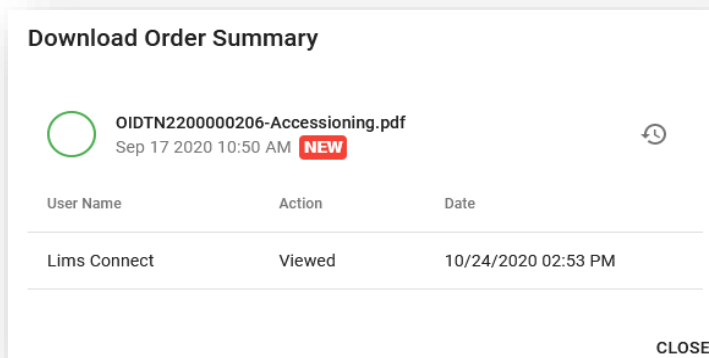 Download Order Summary
OIDTN2200000206-Accessioning.pdf
Sep 17 2020 10:50 AM NEW
User Name Action Date
Lims Connect Viewed 10/24/2020 02:53 PM
CLOSE